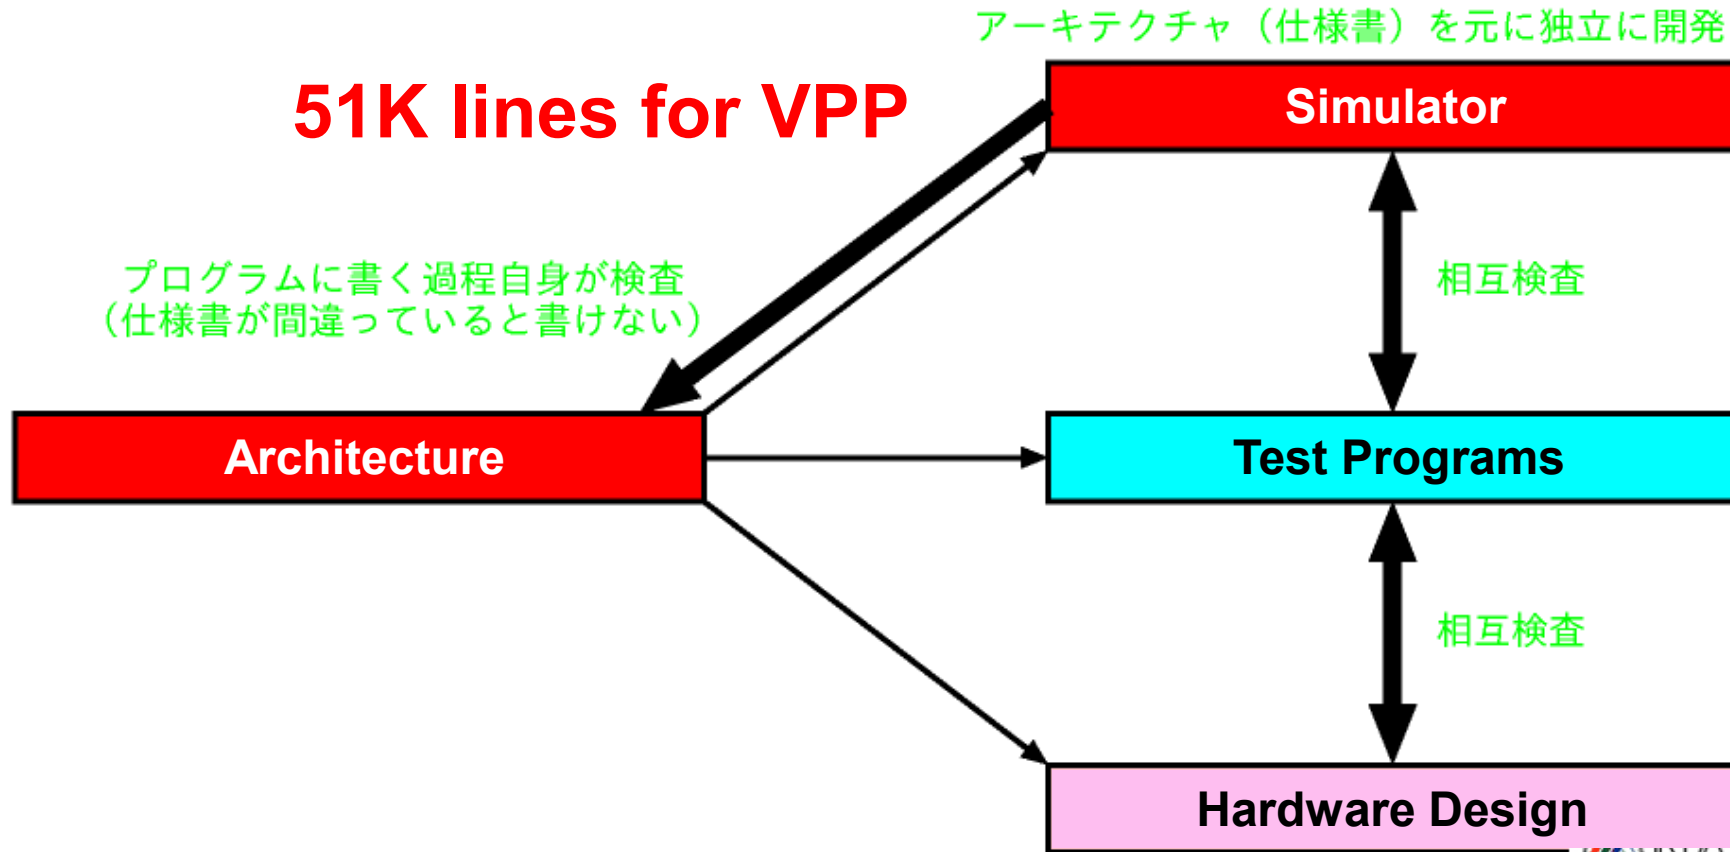 アーキテクチャ（仕様書）を元に独立に開発
51K lines for VPP
Simulator
プログラムに書く過程自身が検査
（仕様書が間違っていると書けない）
相互検査
Architecture
Test Programs
相互検査
Hardware Design